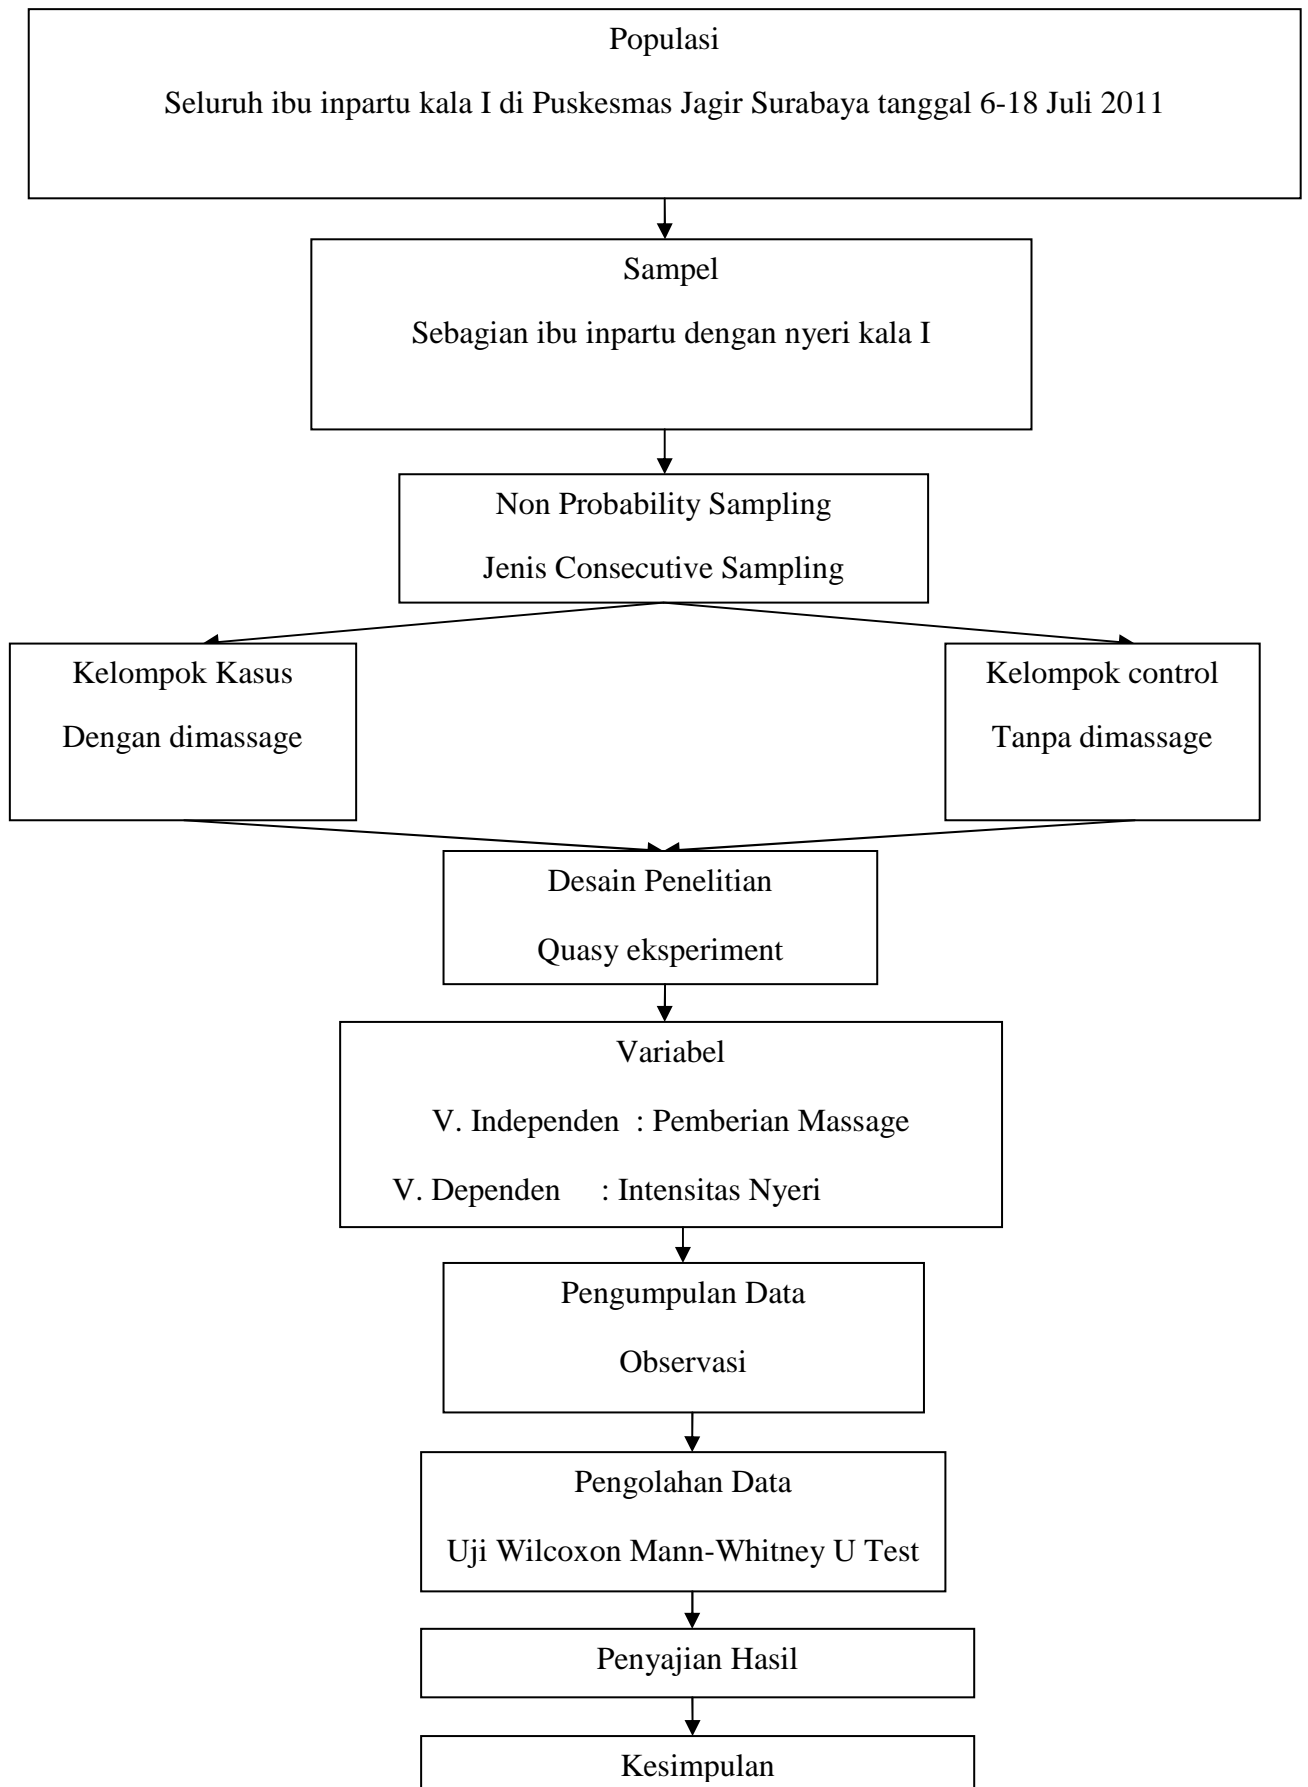 Populasi
Seluruh ibu inpartu kala I di Puskesmas Jagir Surabaya tanggal 6-18 Juli 2011
Sampel
Sebagian ibu inpartu dengan nyeri kala I
Non Probability Sampling
Jenis Consecutive Sampling
Kelompok Kasus
Dengan dimassage
Kelompok control
Tanpa dimassage
Desain Penelitian
Quasy eksperiment
Variabel
V. Independen : Pemberian Massage
V. Dependen : Intensitas Nyeri
Pengumpulan Data
Observasi
Pengolahan Data
Uji Wilcoxon Mann-Whitney U Test
Penyajian Hasil
Kesimpulan